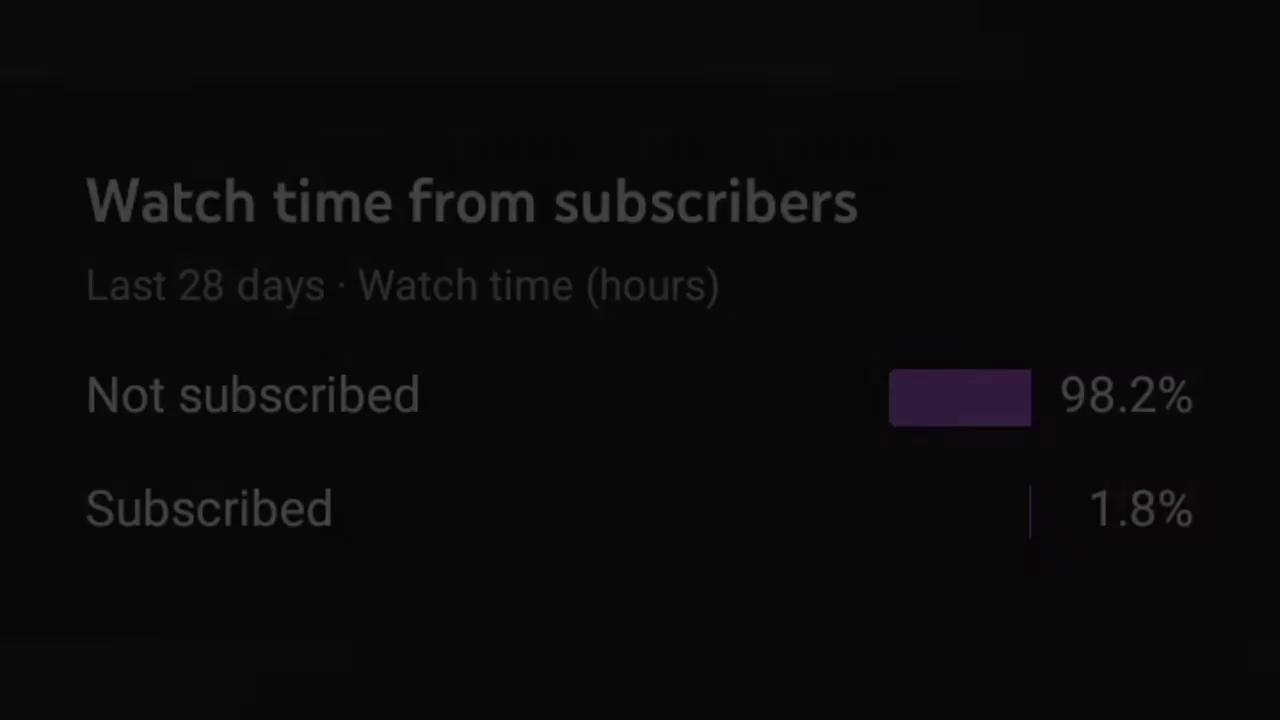 Watch time from subscribers
Last 28 days · Watch time (hours)
Not subscribed 98.2%
Subscribed 1.8%